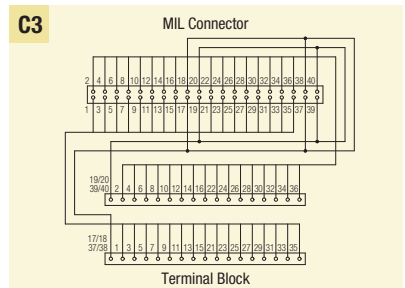 C3
MIL Connector
2 4 6 8 10 12 14 16 18 20 22 24 26 28 30 32 34 36 38 40
1 3 5 7 9 11 13 15 17 19 21 23 25 27 29 31 33 35 37 39
19/20
39/40 2 4 6 8 10 12 14 16 22 24 26 28 30 32 34 36
17/18
37/38 1 3 5 7 9 11 13 15 21 23 25 27 29 31 33 35
Terminal Block